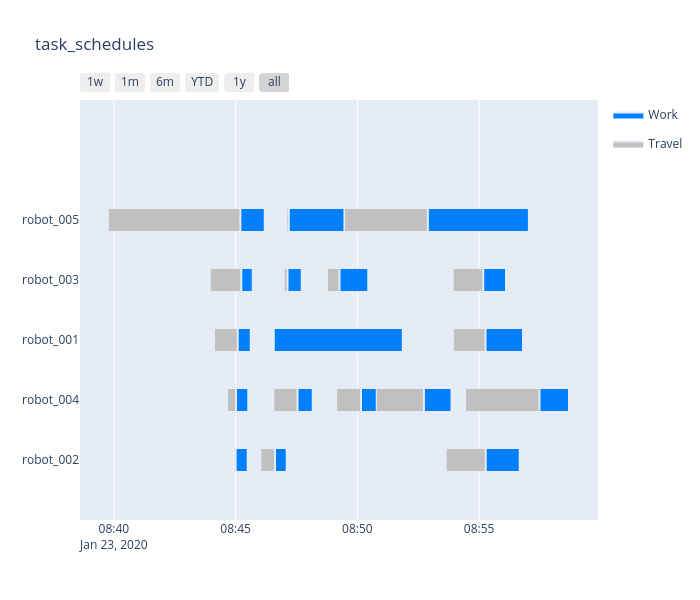 task_schedules
1w 1m 6m YTD 1y all
Work
Travel
robot_005
robot_003
robot_001
robot_004
robot_002
08:40 08:45 08:50 08:55
Jan 23, 2020